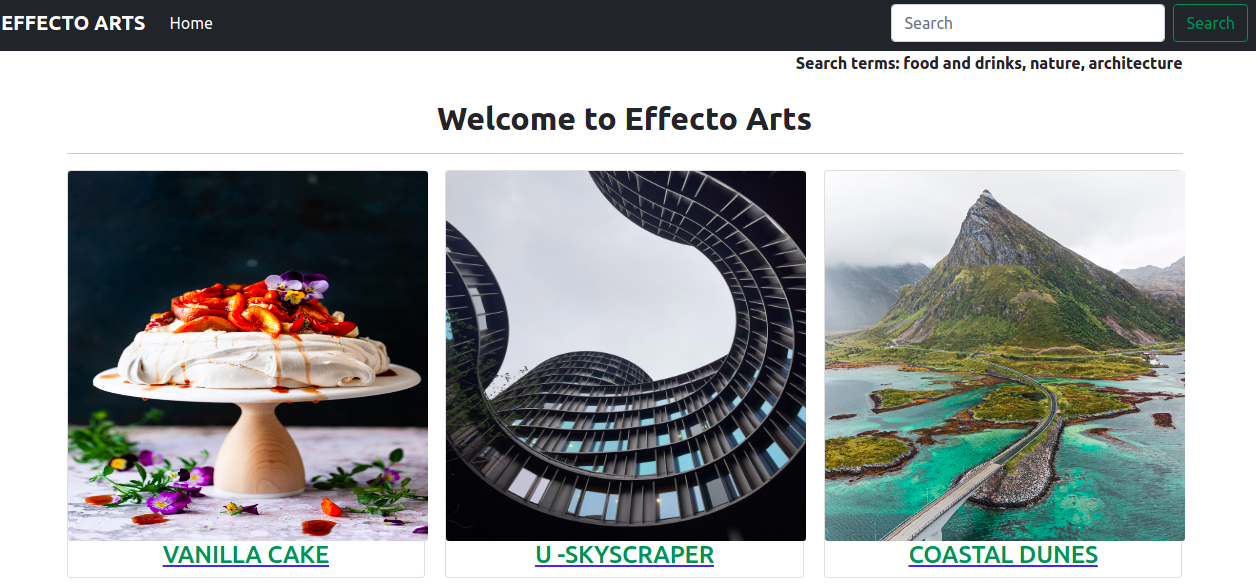 EFFECTO ARTS Home Search Search
Search terms: food and drinks, nature, architecture
Welcome to Effecto Arts
VANILLA CAKE U -SKYSCRAPER COASTAL DUNES